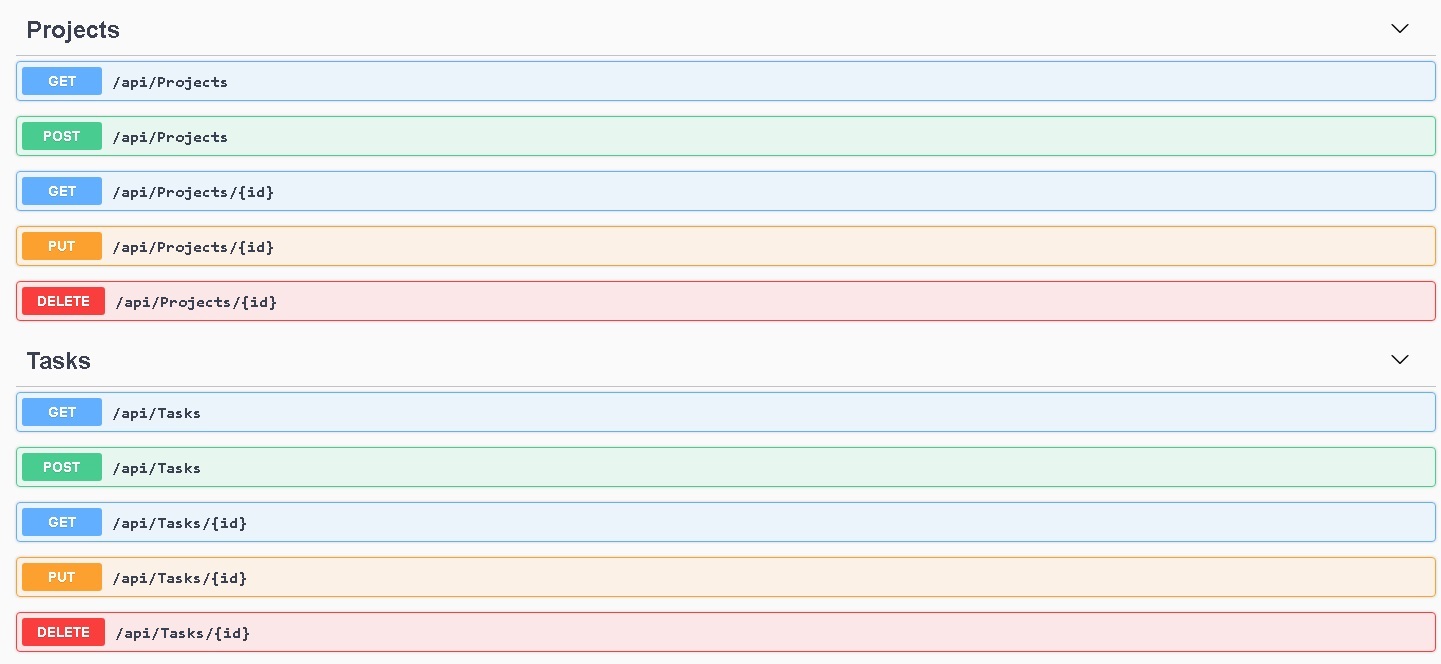 Projects
GET /api/Projects
POST /api/Projects
GET /api/Projects/{id}
PUT /api/Projects/{id}
DELETE /api/Projects/{id}
Tasks
GET /api/Tasks
POST /api/Tasks
GET /api/Tasks/{id}
PUT /api/Tasks/{id}
DELETE /api/Tasks/{id}